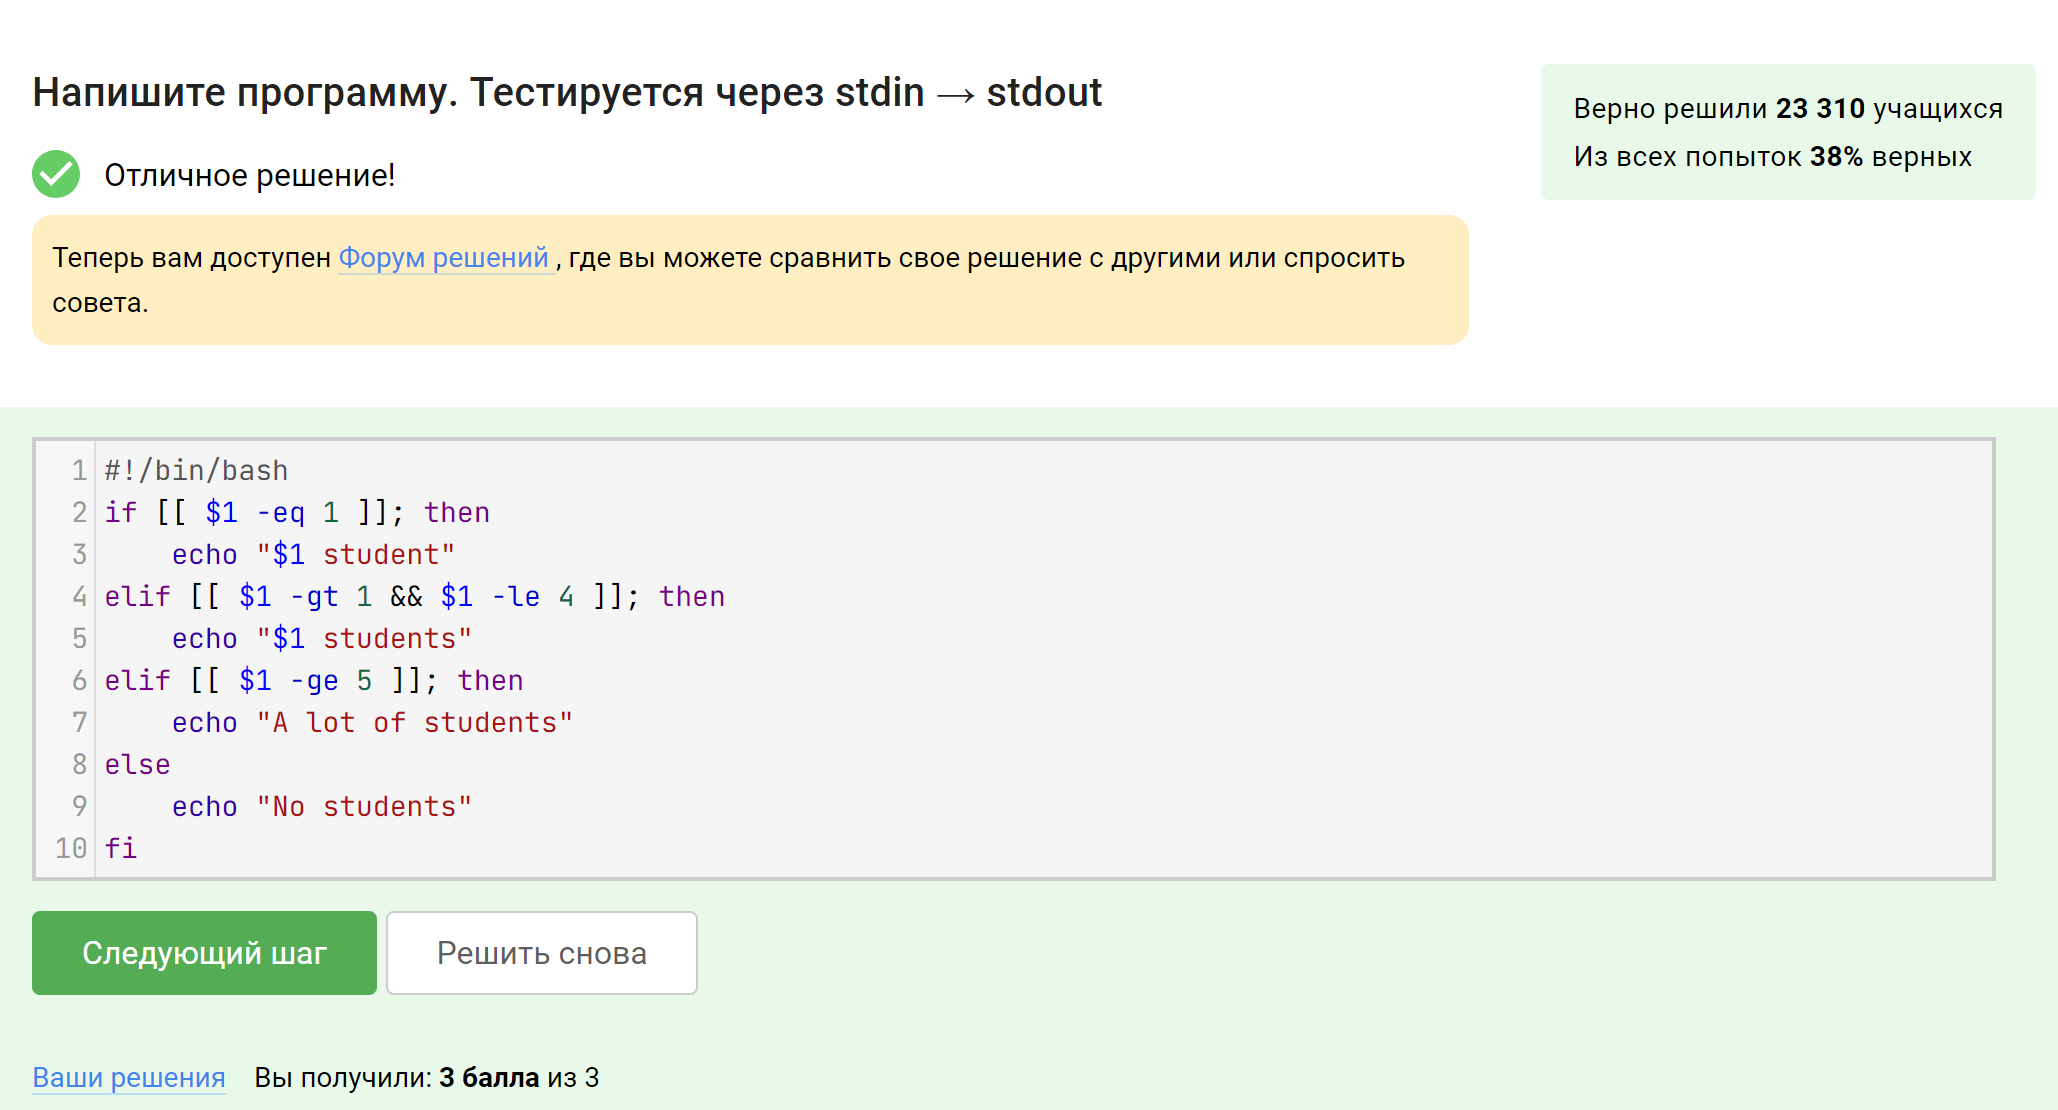 Напишите программу. Тестируется через stdin → stdout
Верно решили 23 310 учащихся
Из всех попыток 38% верных
Отличное решение!
Теперь вам доступен Форум решений , где вы можете сравнить свое решение с другими или спросить
совета.
1 #!/bin/bash
2 if [[ $1 -eq 1 ]]; then
3     echo "$1 student"
4 elif [[ $1 -gt 1 && $1 -le 4 ]]; then
5     echo "$1 students"
6 elif [[ $1 -ge 5 ]]; then
7     echo "A lot of students"
8 else
9     echo "No students"
10 fi
Следующий шаг
Решить снова
Ваши решения Вы получили: 3 балла из 3